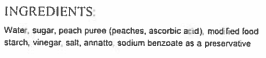 INGREDIENTS:
Water, sugar, peach puree (peaches, ascorbic acid), modified food
starch, vinegar, salt, annatto, sodium benzoate as a preservative